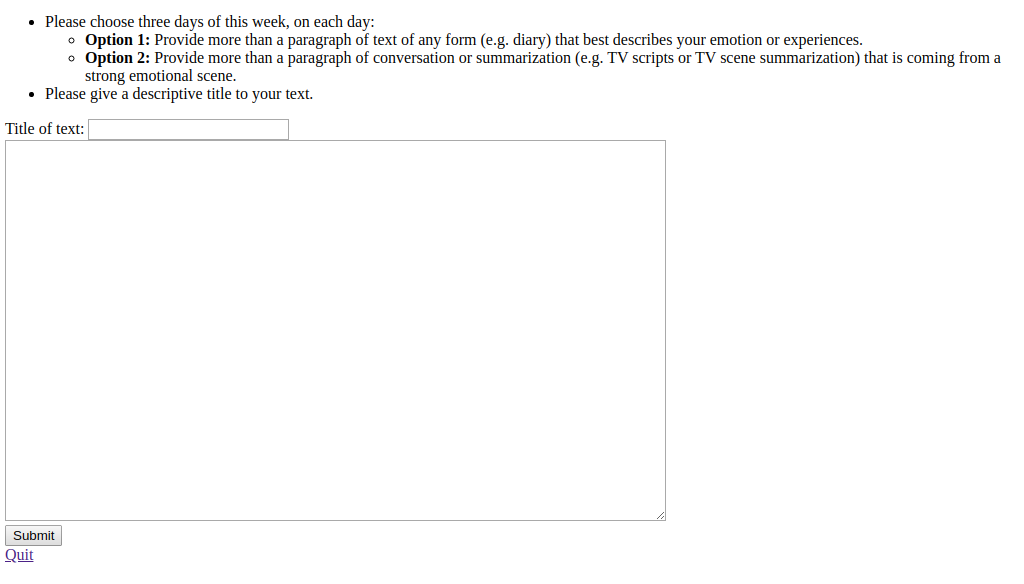 Please choose three days of this week, on each day:
Option 1: Provide more than a paragraph of text of any form (e.g. diary) that best describes your emotion or experiences.
Option 2: Provide more than a paragraph of conversation or summarization (e.g. TV scripts or TV scene summarization) that is coming from a
strong emotional scene.
Please give a descriptive title to your text.
Title of text:
Submit
Quit